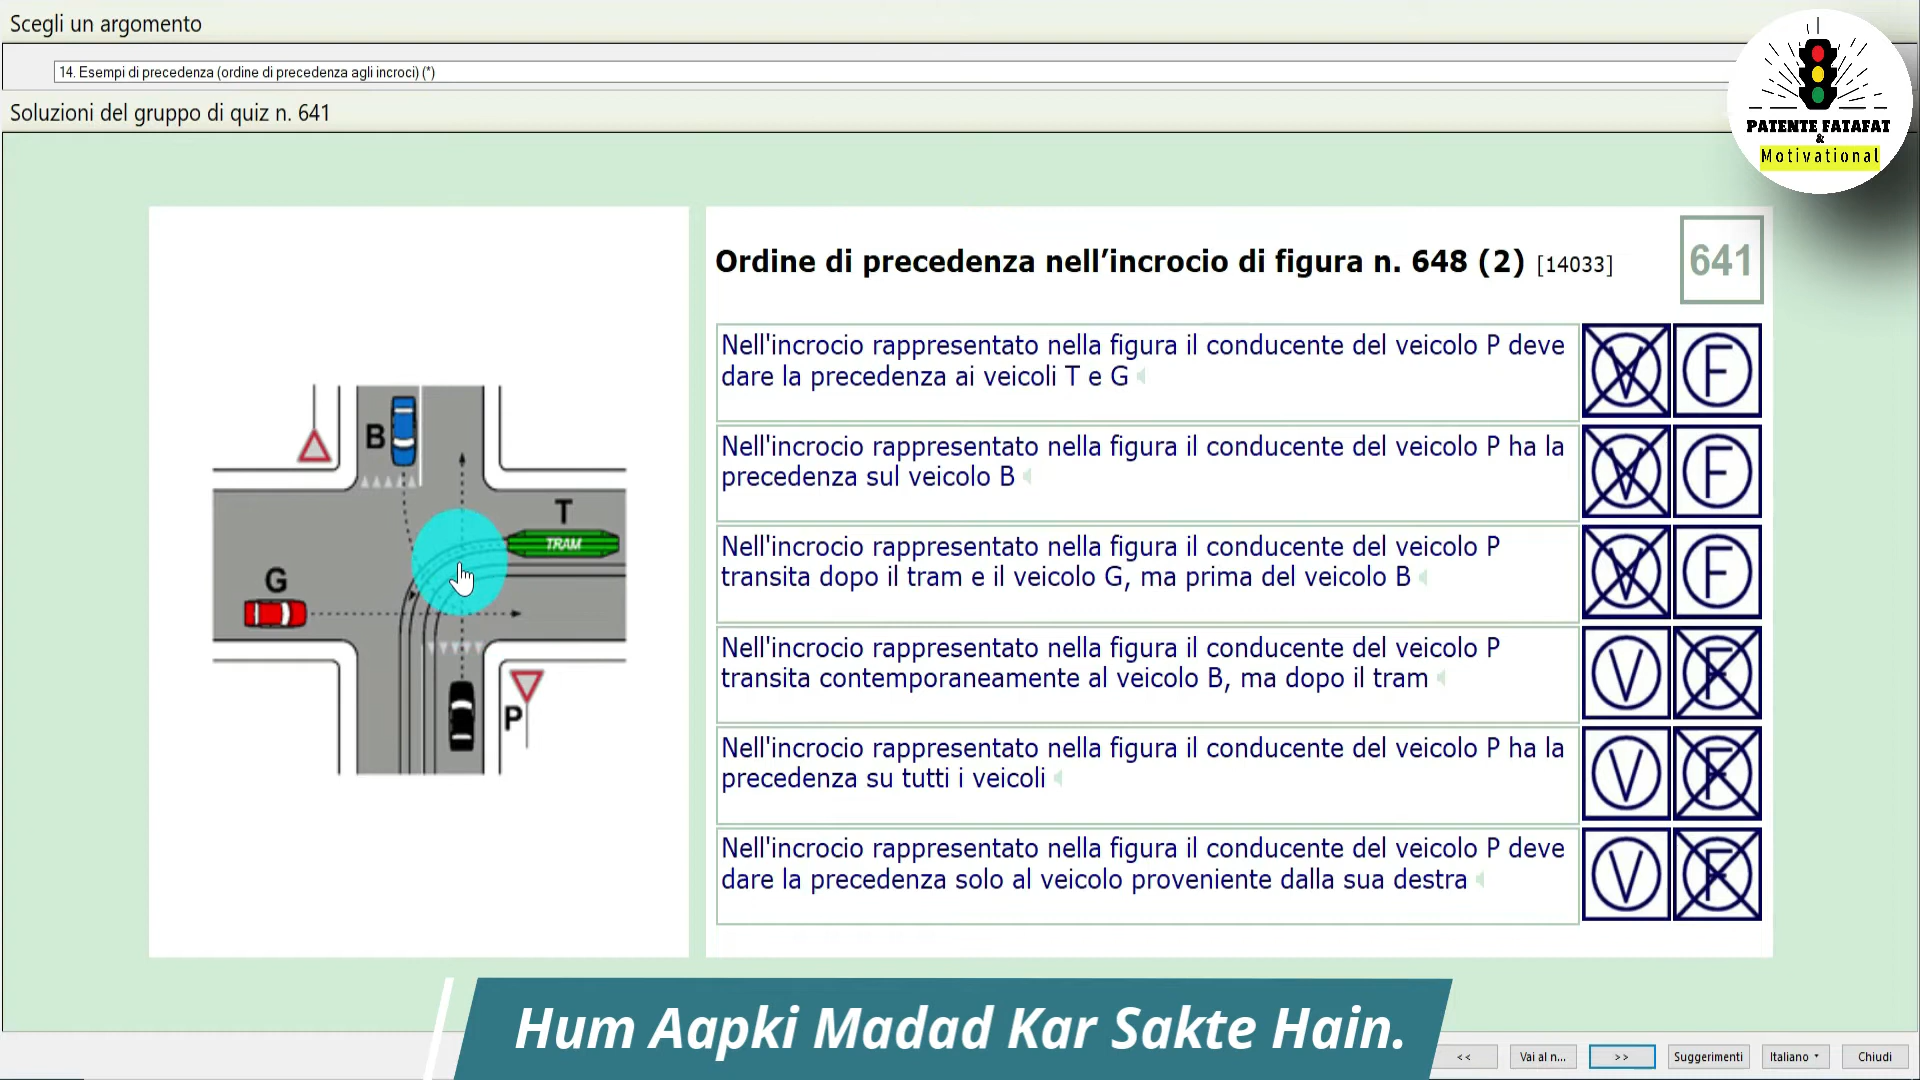 Scegli un argomento
14. Esempi di precedenza (ordine di precedenza agli incroci) (*)
Soluzioni del gruppo di quiz n. 641
PATENTE FATAFAT
&
Motivational
Ordine di precedenza nell'incrocio di figura n. 648 (2) [14033]
641
Nell'incrocio rappresentato nella figura il conducente del veicolo P deve
dare la precedenza ai veicoli T e G
V F
Nell'incrocio rappresentato nella figura il conducente del veicolo P ha la
precedenza sul veicolo B
V F
Nell'incrocio rappresentato nella figura il conducente del veicolo P
transita dopo il tram e il veicolo G, ma prima del veicolo B
V F
Nell'incrocio rappresentato nella figura il conducente del veicolo P
transita contemporaneamente al veicolo B, ma dopo il tram
V F
Nell'incrocio rappresentato nella figura il conducente del veicolo P ha la
precedenza su tutti i veicoli
V F
Nell'incrocio rappresentato nella figura il conducente del veicolo P deve
dare la precedenza solo al veicolo proveniente dalla sua destra
V F
B
T
TRAM
G
P
Hum Aapki Madad Kar Sakte Hain.
<< Vai al n... >> Suggerimenti Italiano Chiudi